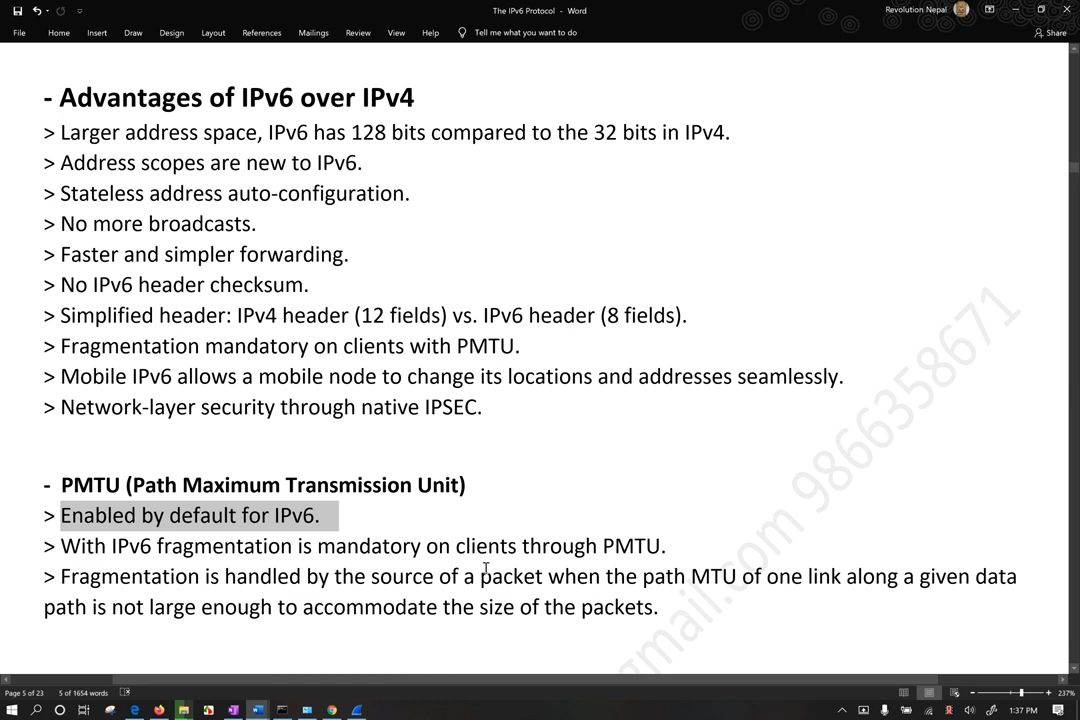 The IPv6 Protocol - Word
Revolution Nepal
File Home Insert Draw Design Layout References Mailings Review View Help Tell me what you want to do Share
- Advantages of IPv6 over IPv4
> Larger address space, IPv6 has 128 bits compared to the 32 bits in IPv4.
> Address scopes are new to IPv6.
> Stateless address auto-configuration.
> No more broadcasts.
> Faster and simpler forwarding.
> No IPv6 header checksum.
> Simplified header: IPv4 header (12 fields) vs. IPv6 header (8 fields).
> Fragmentation mandatory on clients with PMTU.
> Mobile IPv6 allows a mobile node to change its locations and addresses seamlessly.
> Network-layer security through native IPSEC.
- PMTU (Path Maximum Transmission Unit)
> Enabled by default for IPv6.
> With IPv6 fragmentation is mandatory on clients through PMTU.
> Fragmentation is handled by the source of a packet when the path MTU of one link along a given data
path is not large enough to accommodate the size of the packets.
gmail.com 9866358671
Page 5 of 23 5 of 1654 words 237%
1:37 PM